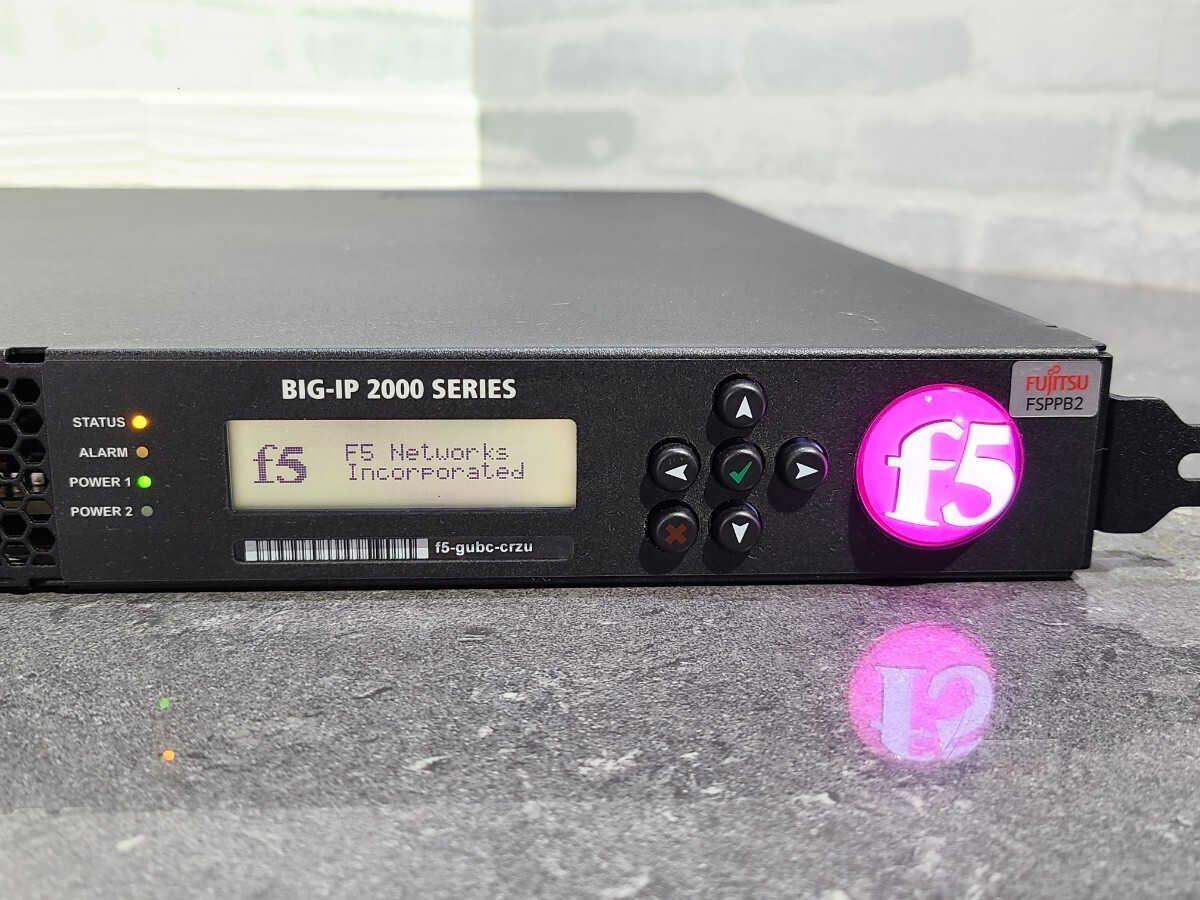 BIG-IP 2000 SERIES
STATUS
ALARM
POWER 1
POWER 2
f5
F5 Networks
Incorporated
f5-gubc-crzu
f5
FUJITSU
FSPPB2